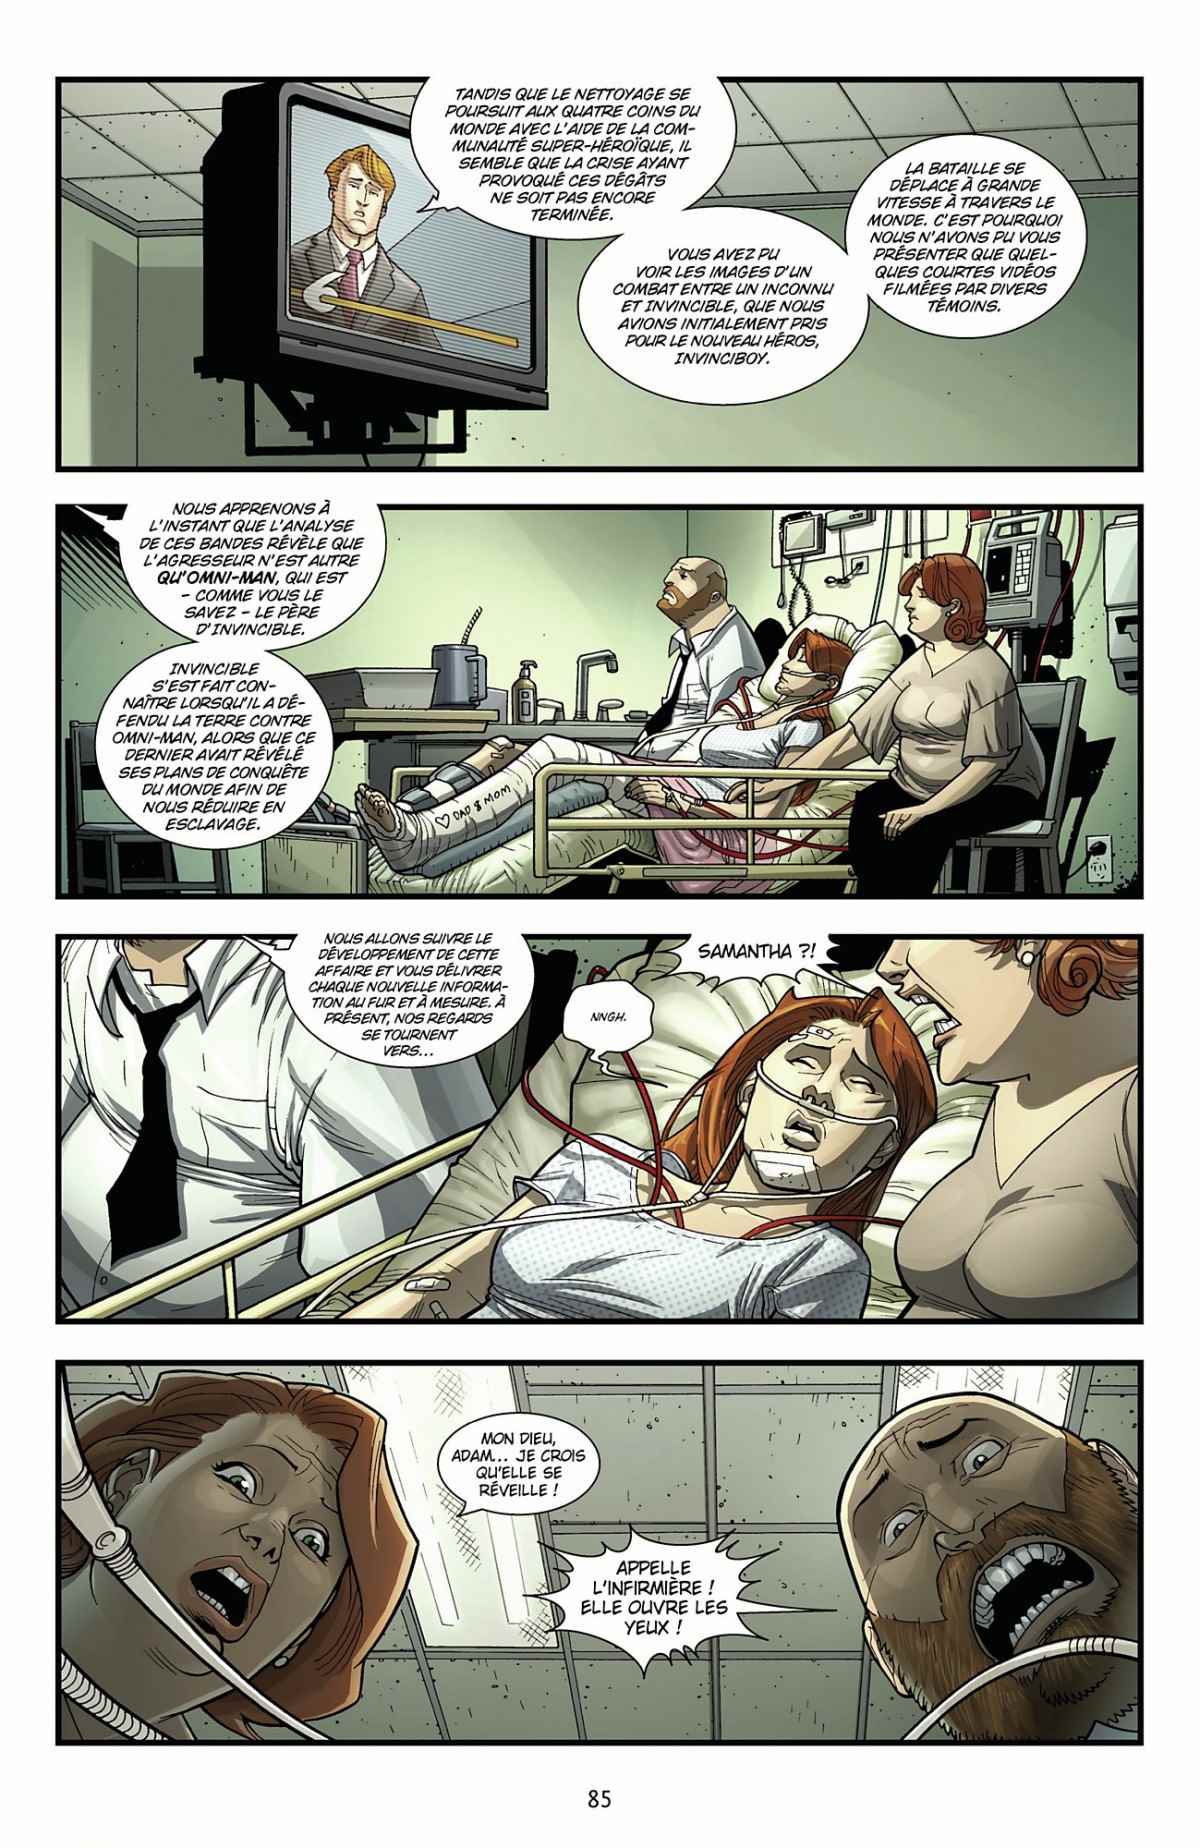 TANDIS QUE LE NETTOYAGE SE
POURSUIT AUX QUATRE COINS DU
MONDE AVEC L'AIDE DE LA COM-
MUNAUTÉ SUPER-HÉROÏQUE, IL
SEMBLE QUE LA CRISE AYANT
PROVOQUÉ CES DÉGÂTS
NE SOIT PAS ENCORE
TERMINÉE.
VOUS AVEZ PU
VOIR LES IMAGES D'UN
COMBAT ENTRE UN INCONNU
ET INVINCIBLE, QUE NOUS
AVIONS INITIALEMENT PRIS
POUR LE NOUVEAU HÉROS,
INVINCIBOY.
LA BATAILLE SE
DÉPLACE À GRANDE
VITESSE À TRAVERS LE
MONDE. C'EST POURQUOI
NOUS N'AVONS PU VOUS
PRÉSENTER QUE QUEL-
QUES COURTES VIDÉOS
FILMÉES PAR DIVERS
TÉMOINS.
NOUS APPRENONS À
L'INSTANT QUE L'ANALYSE
DE CES BANDES RÉVÈLE QUE
L'AGRESSEUR N'EST AUTRE
QU'OMNI-MAN, QUI EST
- COMME VOUS LE
SAVEZ - LE PÈRE
D'INVINCIBLE.
INVINCIBLE
S'EST FAIT CON-
NAÎTRE LORSQU'IL A DÉ-
FENDU LA TERRE CONTRE
OMNI-MAN, ALORS QUE CE
DERNIER AVAIT RÉVÉLÉ
SES PLANS DE CONQUÊTE
DU MONDE AFIN DE
NOUS RÉDUIRE EN
ESCLAVAGE.
♡ DAD & MOM
NOUS ALLONS SUIVRE LE
DÉVELOPPEMENT DE CETTE
AFFAIRE ET VOUS DÉLIVRER
CHAQUE NOUVELLE INFORMA-
TION AU FUR ET À MESURE. À
PRÉSENT, NOS REGARDS
SE TOURNENT
VERS...
NNGH.
SAMANTHA ?!
MON DIEU,
ADAM... JE CROIS
QU'ELLE SE
RÉVEILLE !
APPELLE
L'INFIRMIÈRE !
ELLE OUVRE LES
YEUX !
85